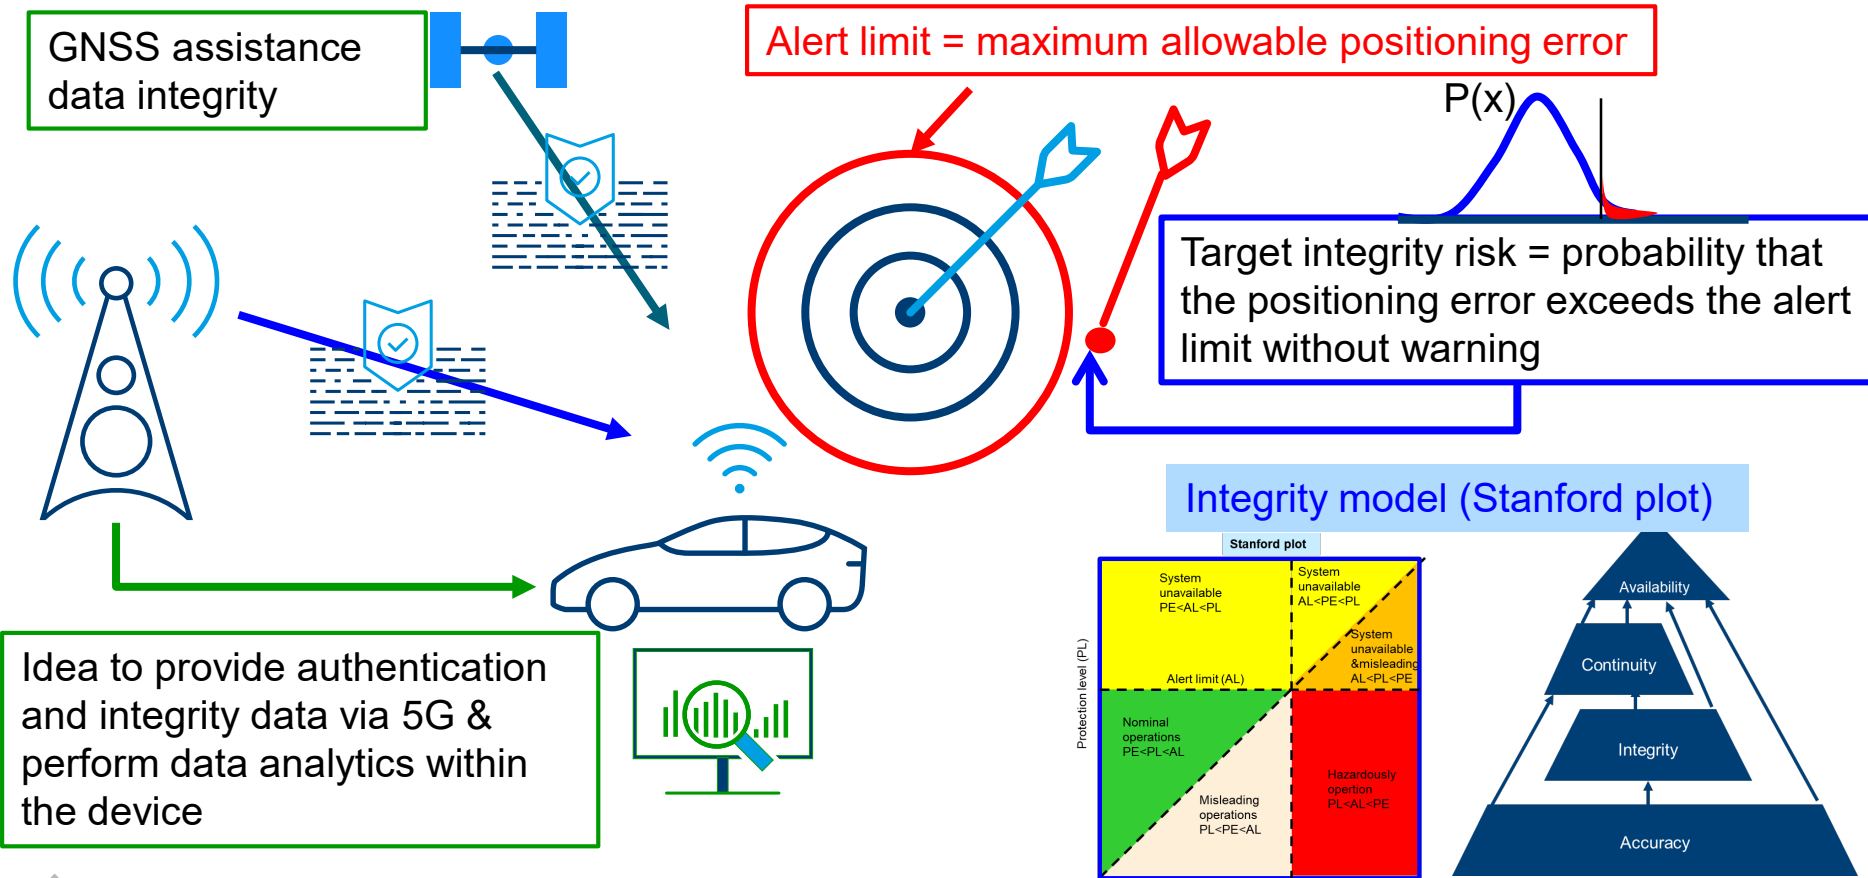 GNSS assistance
data integrity
Alert limit = maximum allowable positioning error
P(x)
Target integrity risk = probability that
the positioning error exceeds the alert
limit without warning
Idea to provide authentication
and integrity data via 5G &
perform data analytics within
the device
Integrity model (Stanford plot)
Stanford plot
Protection level (PL)
System
unavailable
PE<AL<PL
System
unavailable
AL<PE<PL
System
unavailable
&misleading
AL<PL<PE
Alert limit (AL)
Nominal
operations
PE<PL<AL
Misleading
operations
PL<PE<AL
Hazardously
opertion
PL<AL<PE
Availability
Continuity
Integrity
Accuracy